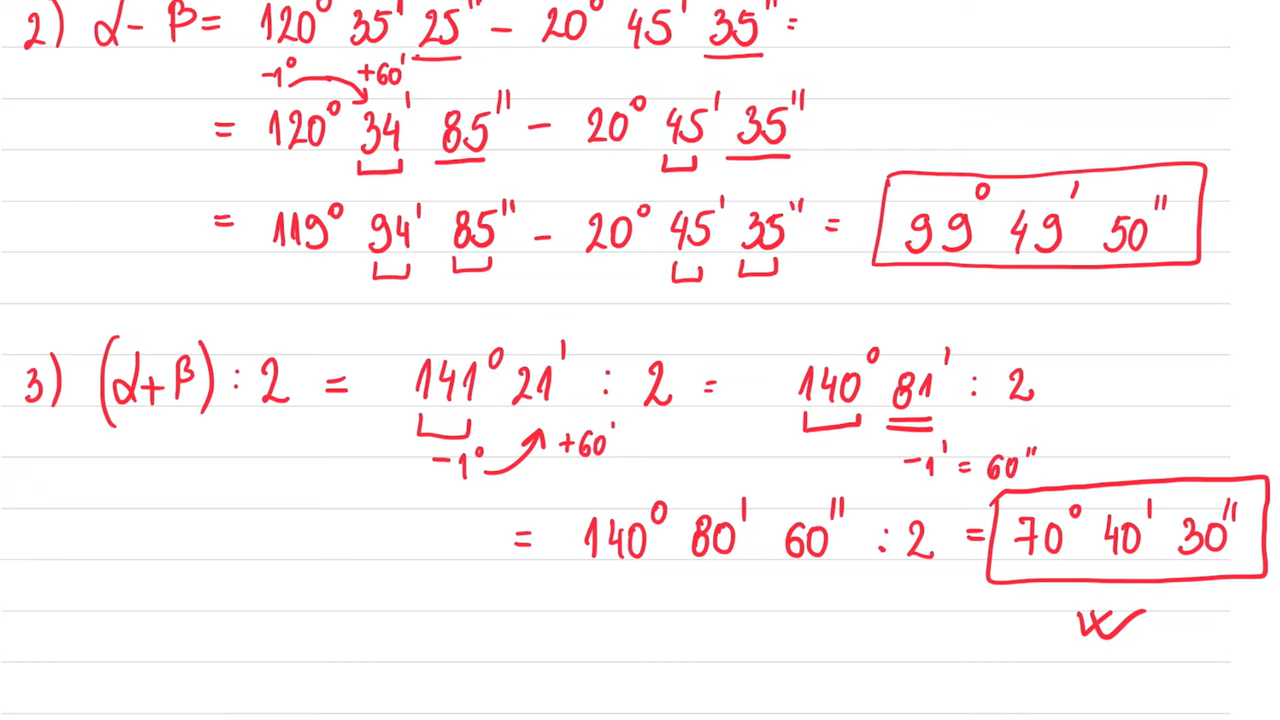 2) α - β = 120° 35' 25" - 20° 45' 35" =
-1° +60'
= 120° 34' 85" - 20° 45' 35"
= 119° 94' 85" - 20° 45' 35" = 99° 49' 50"
3) (α+β) : 2 = 141° 21' : 2 = 140° 81' : 2
-1° +60' -1' = 60"
= 140° 80' 60" : 2 = 70° 40' 30"